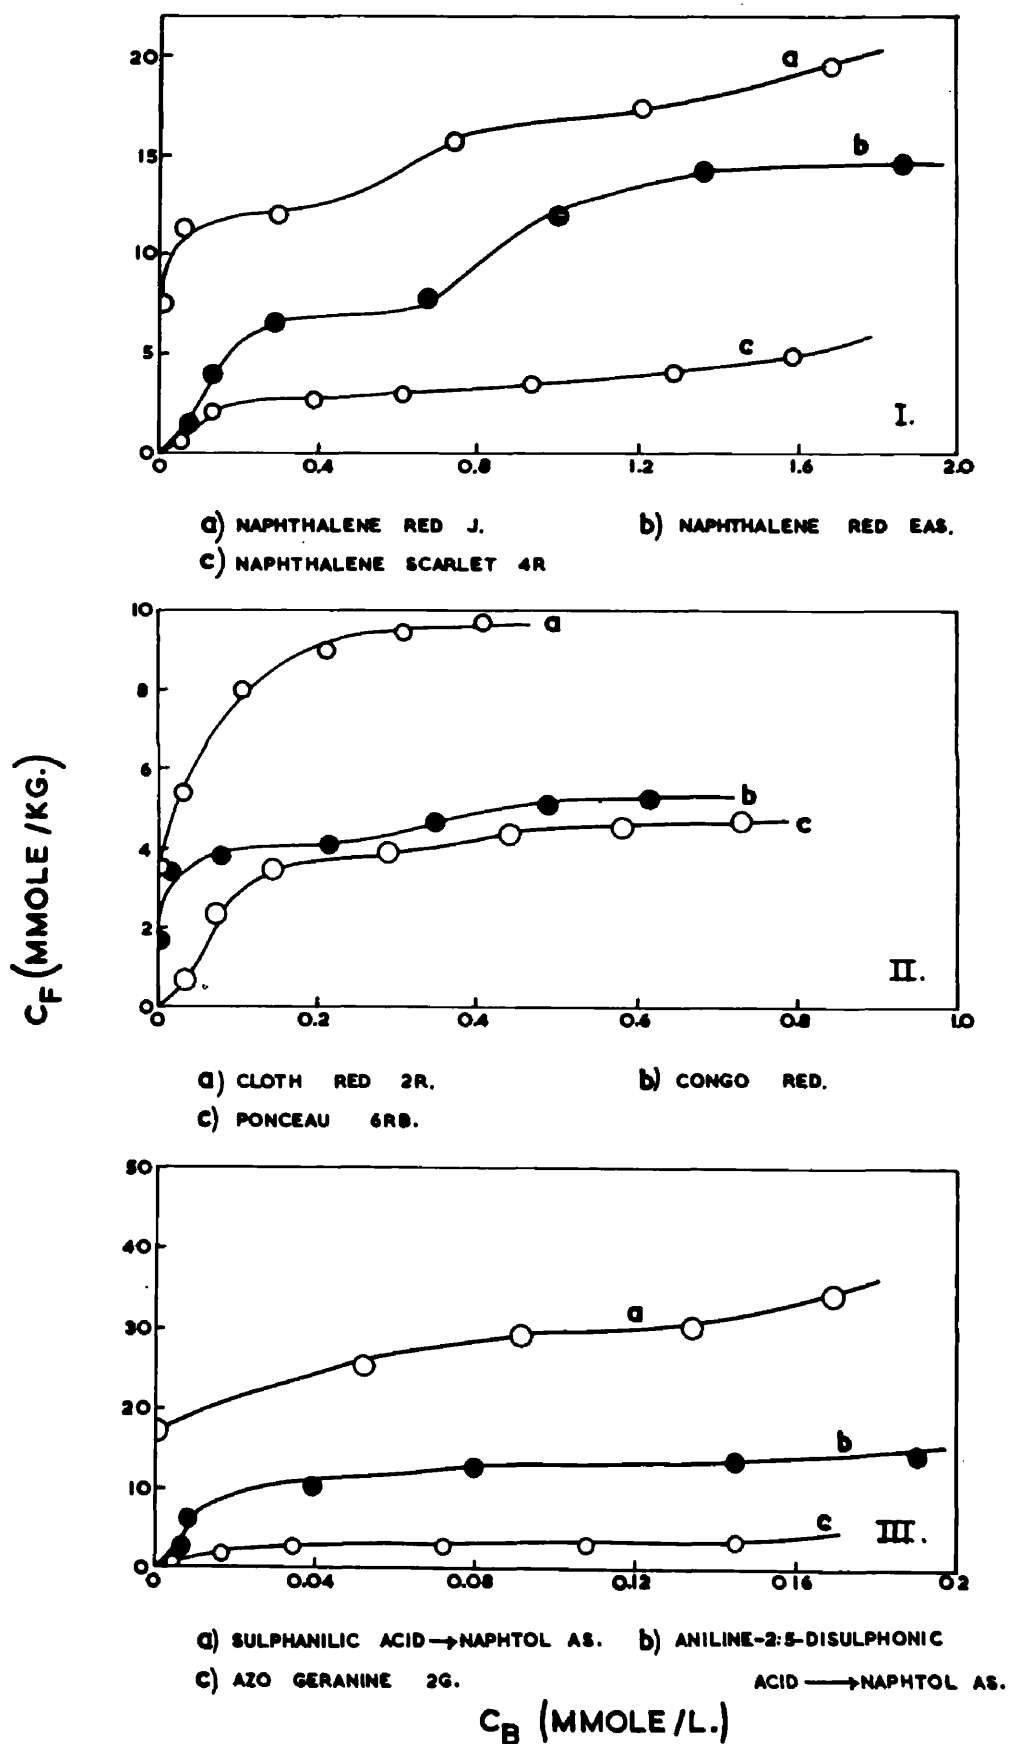 20
a
15
b
10
5
c
I.
0
0 0.4 0.8 1.2 1.6 2.0
a) NAPHTHALENE RED J. b) NAPHTHALENE RED EAS.
c) NAPHTHALENE SCARLET 4R
10
a
8
6
b
c
4
2
II.
0
0 0.2 0.4 0.6 0.8 1.0
CF (MMOLE/KG.)
a) CLOTH RED 2R. b) CONGO RED.
c) PONCEAU 6RB.
50
40
a
30
20
b
10
c
III.
0
0 0.04 0.08 0.12 0.16 0.2
a) SULPHANILIC ACID→NAPHTOL AS. b) ANILINE-2:5-DISULPHONIC
c) AZO GERANINE 2G. ACID→NAPHTOL AS.
CB (MMOLE/L.)